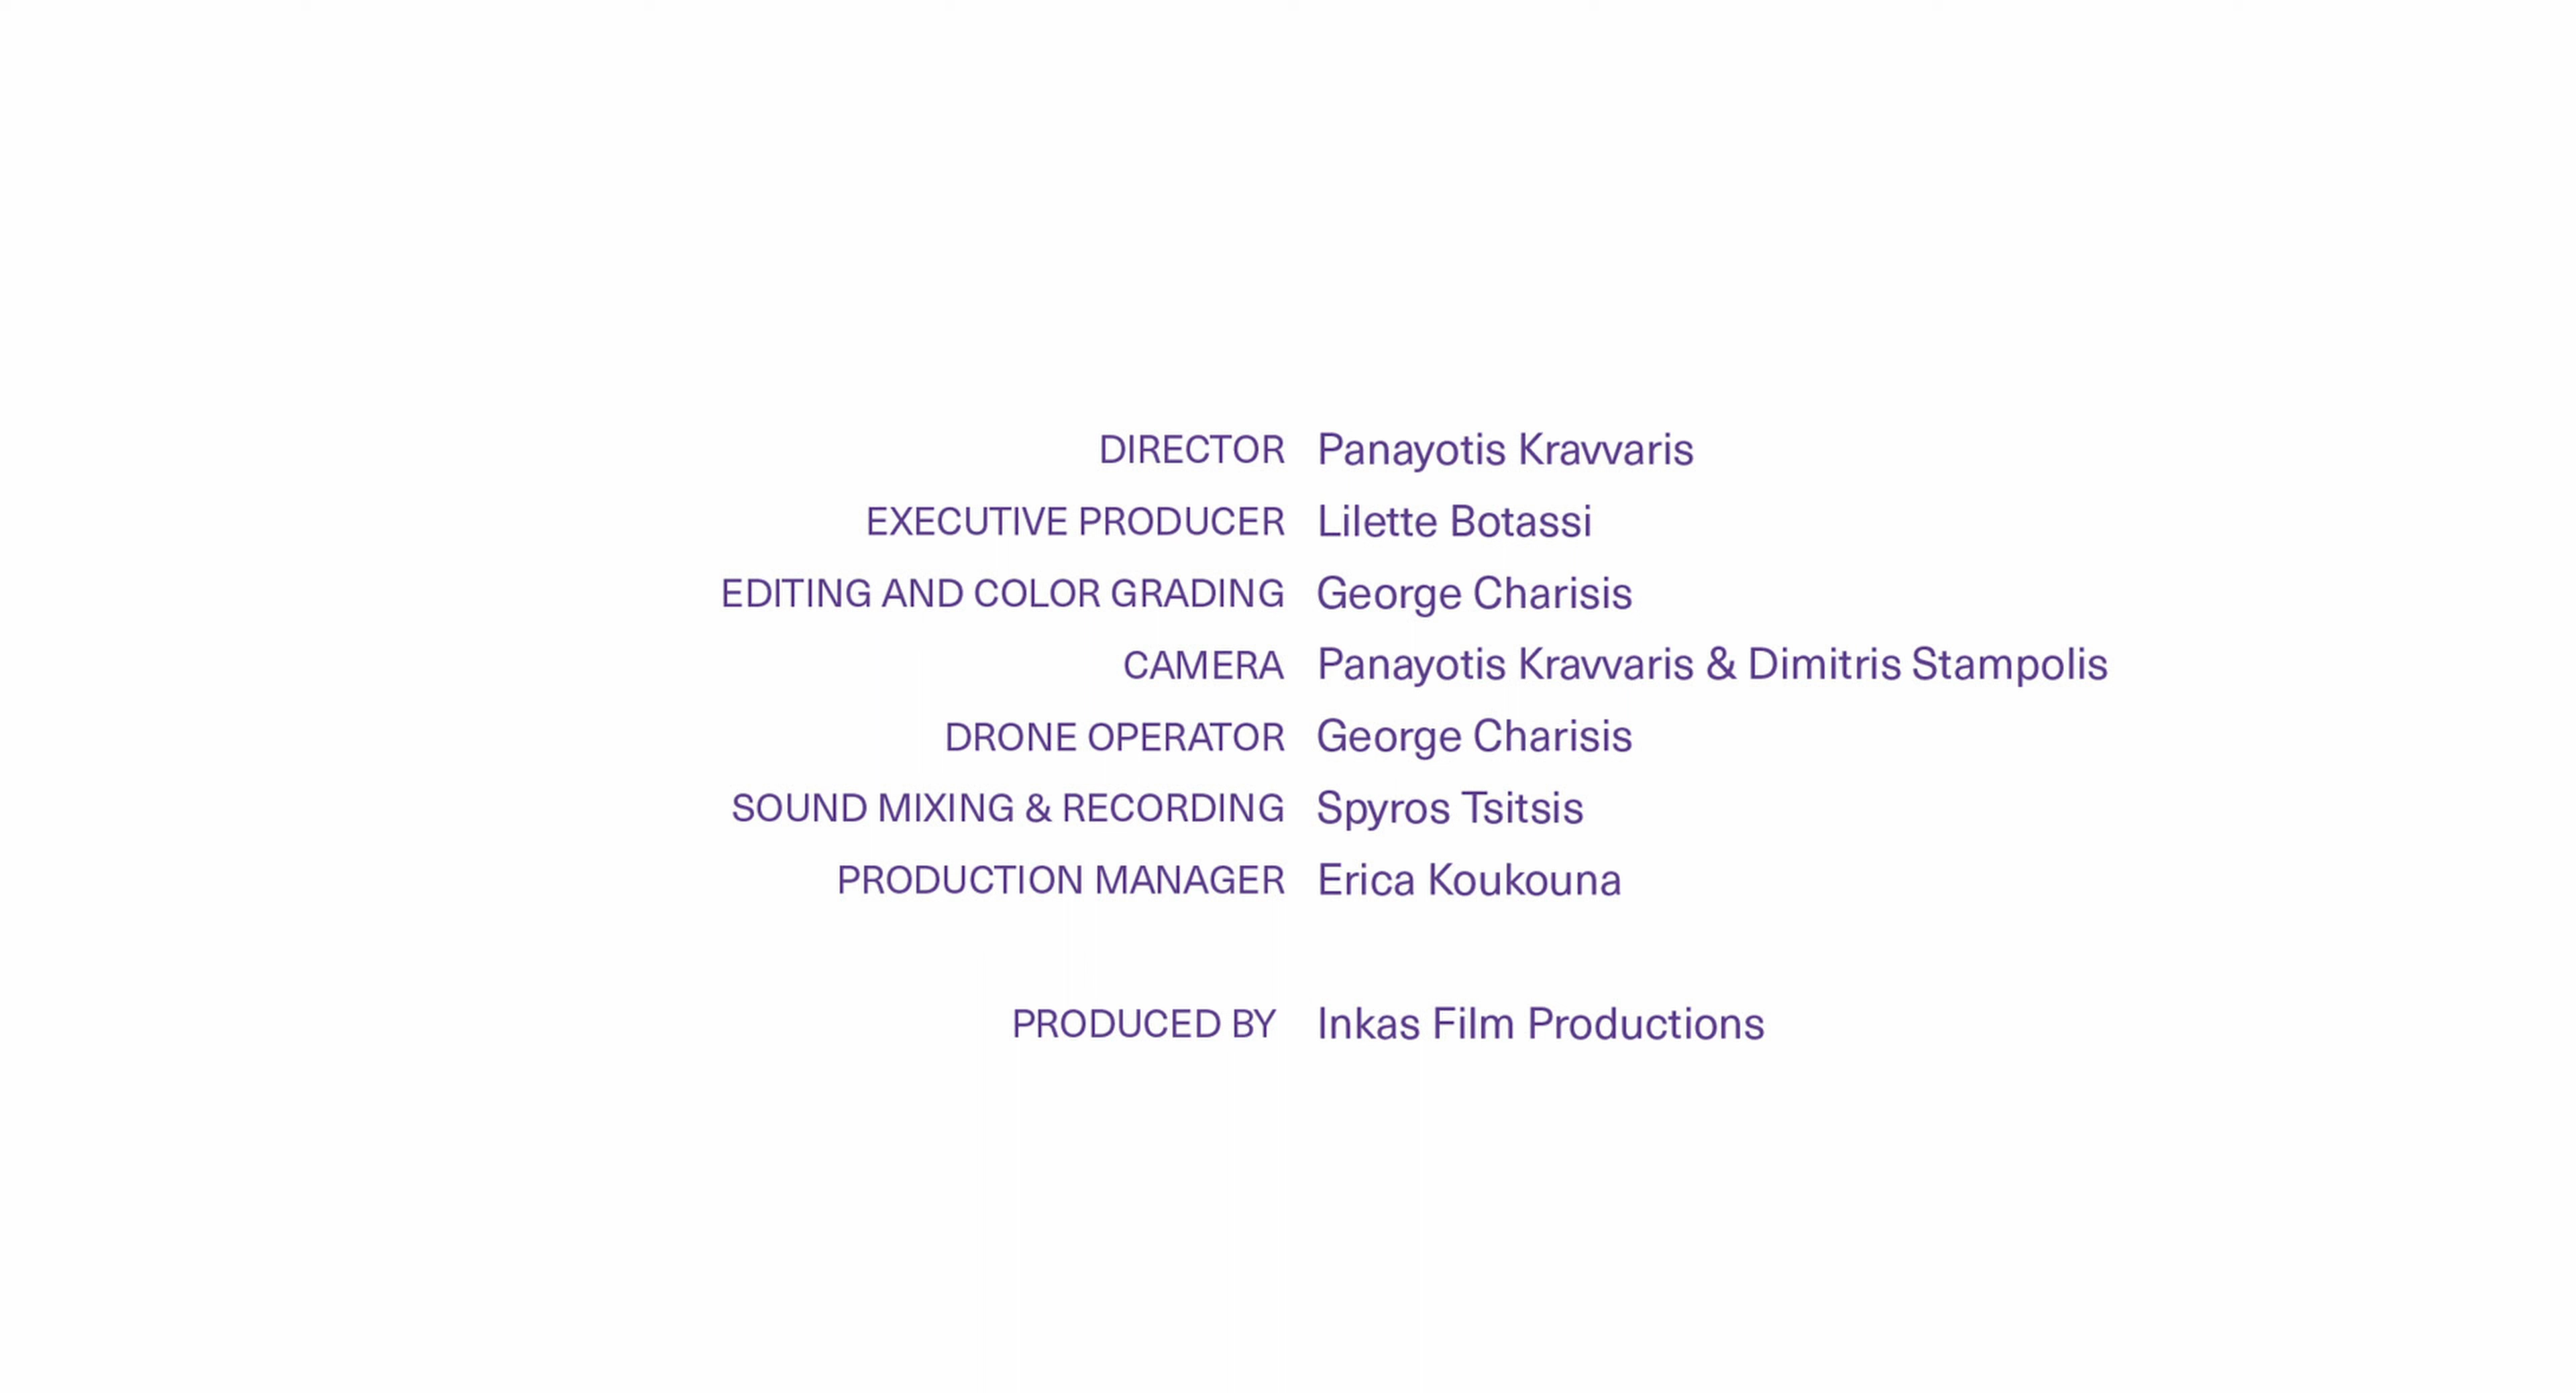 DIRECTOR Panayotis Kravvaris
EXECUTIVE PRODUCER Lilette Botassi
EDITING AND COLOR GRADING George Charisis
CAMERA Panayotis Kravvaris & Dimitris Stampolis
DRONE OPERATOR George Charisis
SOUND MIXING & RECORDING Spyros Tsitsis
PRODUCTION MANAGER Erica Koukouna
PRODUCED BY Inkas Film Productions